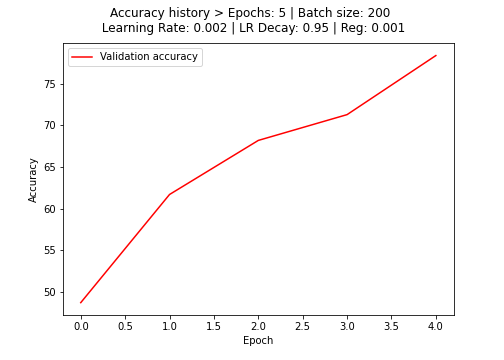 Accuracy history > Epochs: 5 | Batch size: 200
Learning Rate: 0.002 | LR Decay: 0.95 | Reg: 0.001
Validation accuracy
Accuracy
75
70
65
60
55
50
0.0 0.5 1.0 1.5 2.0 2.5 3.0 3.5 4.0
Epoch